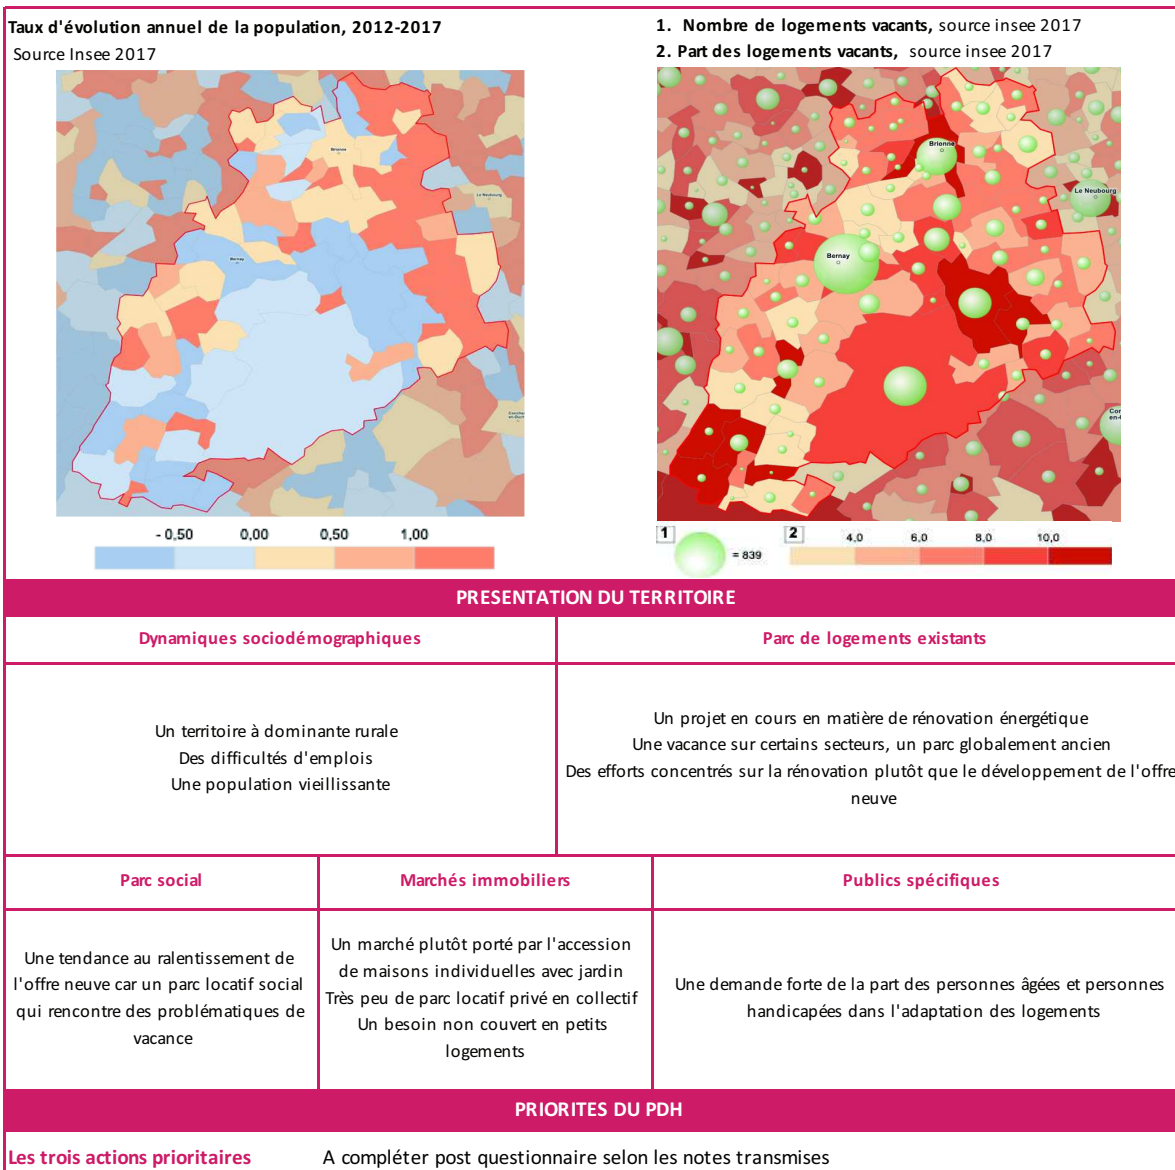 Taux d'évolution annuel de la population, 2012-2017
Source Insee 2017
Brionne
Le Neubourg
Bernay
- 0,50 0,00 0,50 1,00
1. Nombre de logements vacants, source insee 2017
2. Part des logements vacants, source insee 2017
Brionne
Le Neubourg
Bernay
1 = 839
2 4,0 6,0 8,0 10,0
PRESENTATION DU TERRITOIRE
Dynamiques sociodémographiques
Parc de logements existants
Un territoire à dominante rurale
Des difficultés d'emplois
Une population vieillissante
Un projet en cours en matière de rénovation énergétique
Une vacance sur certains secteurs, un parc globalement ancien
Des efforts concentrés sur la rénovation plutôt que le développement de l'offre
neuve
Parc social
Marchés immobiliers
Publics spécifiques
Une tendance au ralentissement de
l'offre neuve car un parc locatif social
qui rencontre des problématiques de
vacance
Un marché plutôt porté par l'accession
de maisons individuelles avec jardin
Très peu de parc locatif privé en collectif
Un besoin non couvert en petits
logements
Une demande forte de la part des personnes âgées et personnes
handicapées dans l'adaptation des logements
PRIORITES DU PDH
Les trois actions prioritaires A compléter post questionnaire selon les notes transmises